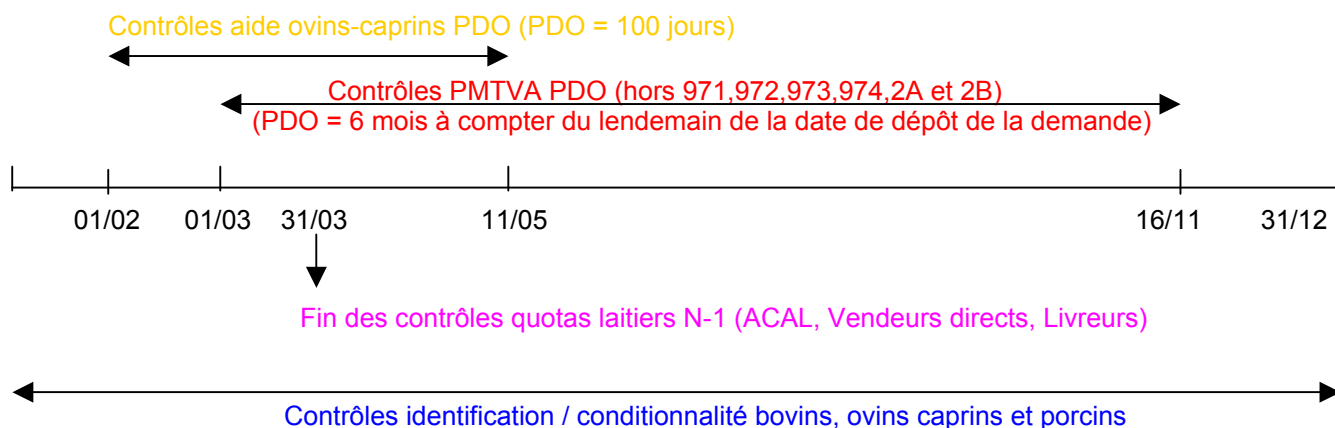 Contrôles aide ovins-caprins PDO (PDO = 100 jours)
Contrôles PMTVA PDO (hors 971,972,973,974,2A et 2B)
(PDO = 6 mois à compter du lendemain de la date de dépôt de la demande)
01/02 01/03 31/03 11/05 16/11 31/12
Fin des contrôles quotas laitiers N-1 (ACAL, Vendeurs directs, Livreurs)
Contrôles identification / conditionnalité bovins, ovins caprins et porcins